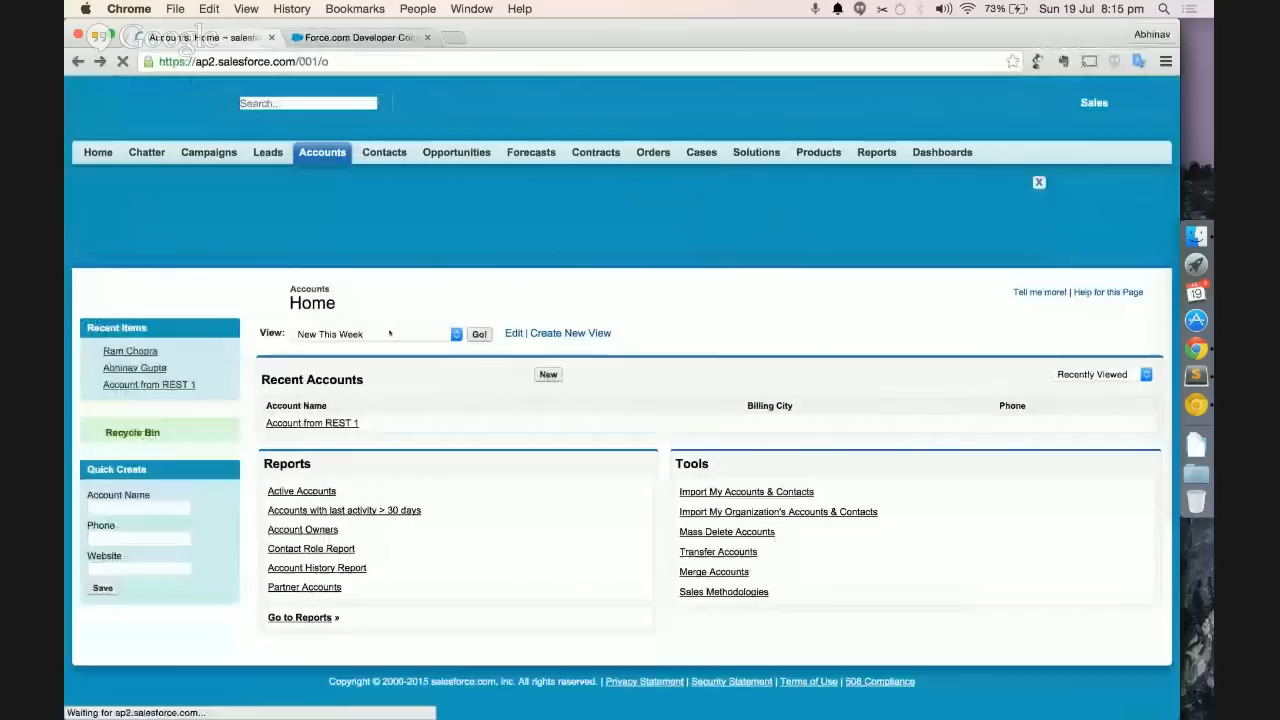 Chrome File Edit View History Bookmarks People Window Help 73% Sun 19 Jul 8:15 pm
Google
Accounts: Home ~ salesf Force.com Developer Con Abhinav
https://ap2.salesforce.com/001/o
Search... Sales
Home Chatter Campaigns Leads Accounts Contacts Opportunities Forecasts Contracts Orders Cases Solutions Products Reports Dashboards
X
Accounts
Home
Tell me more! | Help for this Page
View: New This Week Go! Edit | Create New View
Recent Items
Ram Chopra
Abhinav Gupta
Account from REST 1
Recycle Bin
Quick Create
Account Name
Phone
Website
Save
Recent Accounts New Recently Viewed
Account Name Billing City Phone
Account from REST 1
Reports
Active Accounts
Accounts with last activity > 30 days
Account Owners
Contact Role Report
Account History Report
Partner Accounts
Go to Reports »
Tools
Import My Accounts & Contacts
Import My Organization's Accounts & Contacts
Mass Delete Accounts
Transfer Accounts
Merge Accounts
Sales Methodologies
Copyright © 2000-2015 salesforce.com, inc. All rights reserved. | Privacy Statement | Security Statement | Terms of Use | 508 Compliance
Waiting for ap2.salesforce.com...
19